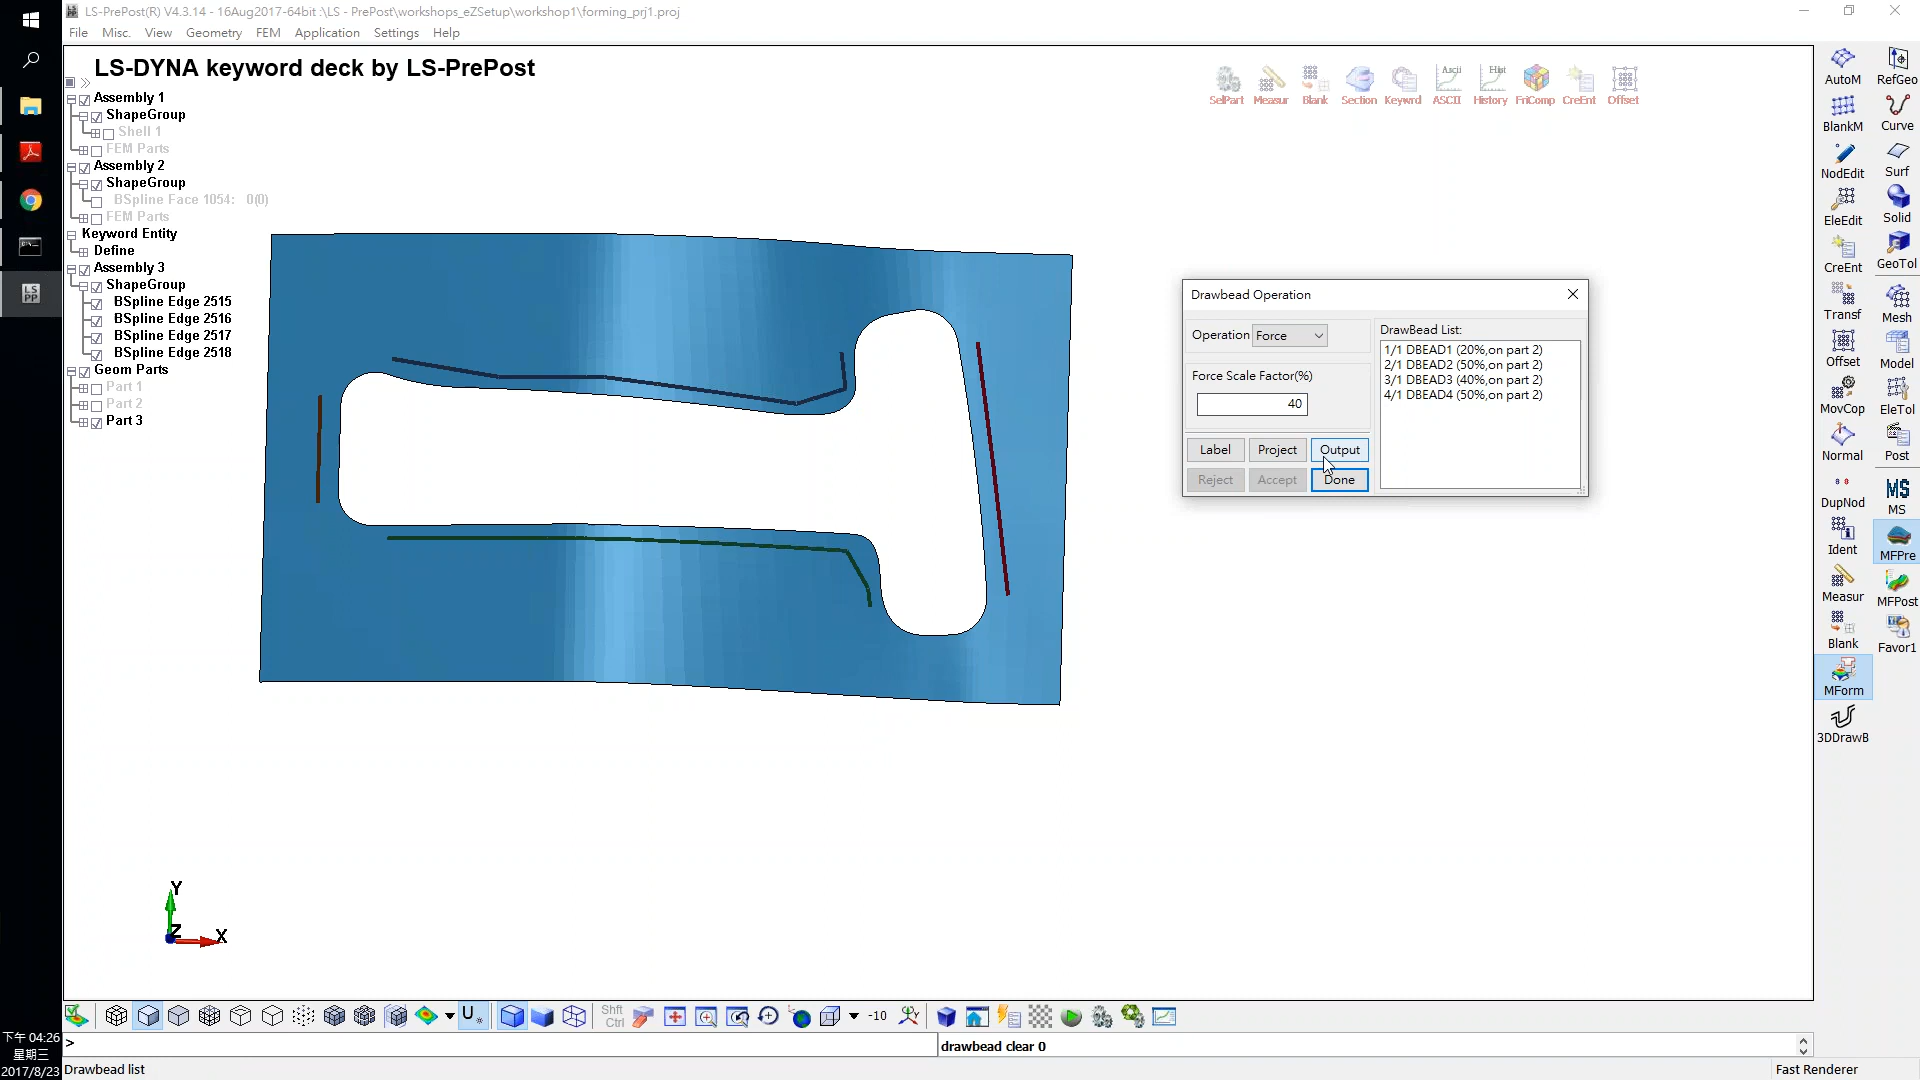 LS-PrePost(R) V4.3.14 - 16Aug2017-64bit :\LS - PrePost\workshops_eZSetup\workshop1\forming_prj1.proj
File Misc. View Geometry FEM Application Settings Help
LS-DYNA keyword deck by LS-PrePost
Assembly 1
ShapeGroup
Shell 1
FEM Parts
Assembly 2
ShapeGroup
BSpline Face 1054: 0(0)
FEM Parts
Keyword Entity
Define
Assembly 3
ShapeGroup
BSpline Edge 2515
BSpline Edge 2516
BSpline Edge 2517
BSpline Edge 2518
Geom Parts
Part 1
Part 2
Part 3
Ascii Hist
SelPart Measur Blank Section Keywrd ASCII History FriComp CreEnt Offset
Drawbead Operation
Operation Force
Force Scale Factor(%)
40
Label Project Output
Reject Accept Done
DrawBead List:
1/1 DBEAD1 (20%,on part 2)
2/1 DBEAD2 (50%,on part 2)
3/1 DBEAD3 (40%,on part 2)
4/1 DBEAD4 (50%,on part 2)
AutoM RefGeo
BlankM Curve
NodEdit Surf
EleEdit Solid
CreEnt GeoTol
Transf Mesh
Offset Model
MovCop EleTol
Normal Post
MS
DupNod MS
Ident MFPre
Measur MFPost
Blank Favor1
MForm
3DDrawB
Y
Z X
LS
PP
U
Shft
Ctrl
-10
>
drawbead clear 0
Drawbead list
Fast Renderer
下午 04:26
星期三
2017/8/23